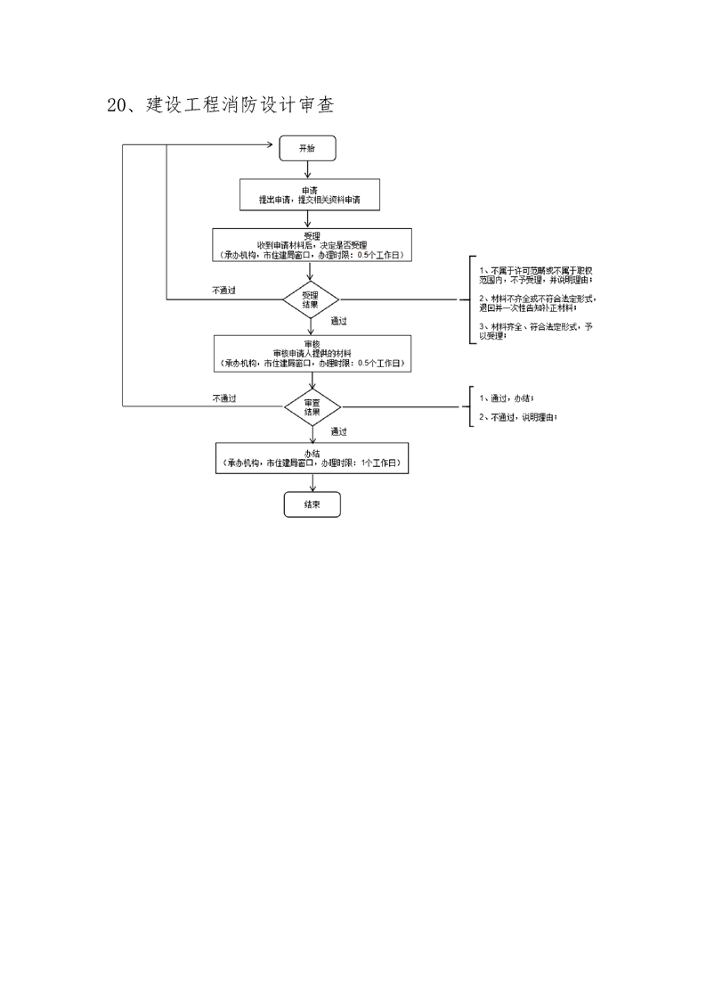 20、建设工程消防设计审查
开始
申请
提出申请，提交相关资料申请
受理
收到申请材料后，决定是否受理
（承办机构，市住建局窗口，办理时限：0.5个工作日）
不通过
受理
结果
通过
1、不属于许可范畴或不属于职权
范围内，不予受理，并说明理由；
2、材料不齐全或不符合法定形式，
退回并一次性告知补正材料；
3、材料齐全、符合法定形式，予
以受理；
审核
审核申请人提供的材料
（承办机构，市住建局窗口，办理时限：0.5个工作日）
不通过
审查
结果
通过
1、通过，办结；
2、不通过，说明理由；
办结
（承办机构，市住建局窗口，办理时限：1个工作日）
结束